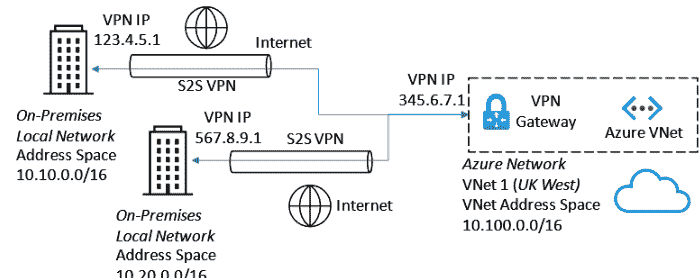 VPN IP
123.4.5.1
Internet
S2S VPN
On-Premises
Local Network
Address Space
10.10.0.0/16
VPN IP
567.8.9.1
S2S VPN
Internet
On-Premises
Local Network
Address Space
10.20.0.0/16
VPN IP
345.6.7.1
VPN
Gateway
Azure VNet
Azure Network
VNet 1 (UK West)
VNet Address Space
10.100.0.0/16